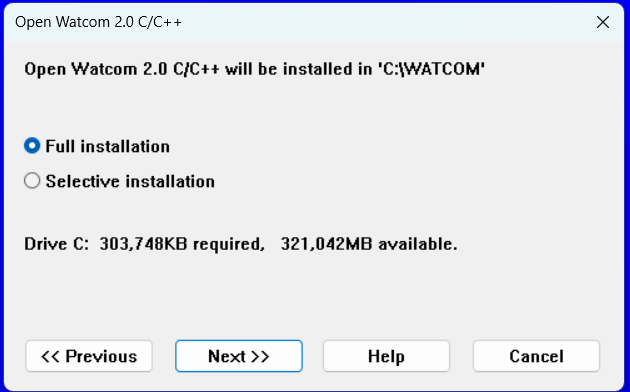 Open Watcom 2.0 C/C++
Open Watcom 2.0 C/C++ will be installed in 'C:\WATCOM'
Full installation
Selective installation
Drive C:  303,748KB required,   321,042MB available.
<< Previous
Next >>
Help
Cancel